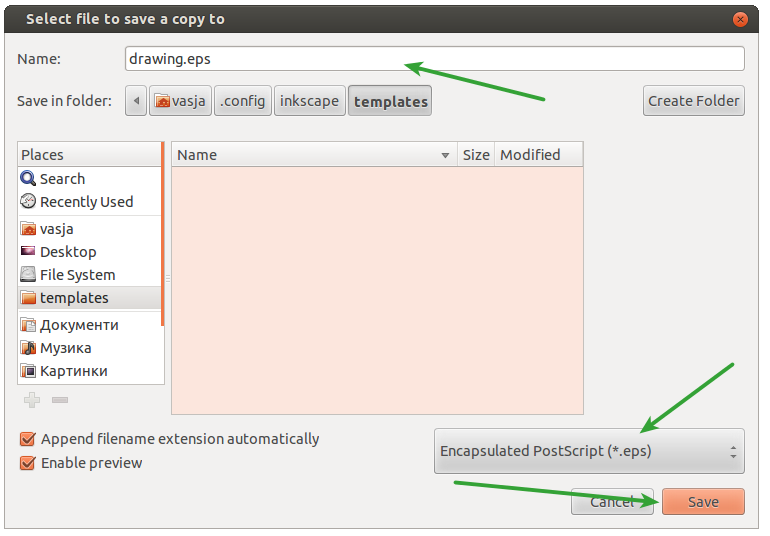 Select file to save a copy to
Name: drawing.eps
Save in folder: vasja .config inkscape templates Create Folder
Places Name Size Modified
Search
Recently Used
vasja
Desktop
File System
templates
Документи
Музика
Картинки
Append filename extension automatically
Enable preview
Encapsulated PostScript (*.eps)
Cancel Save